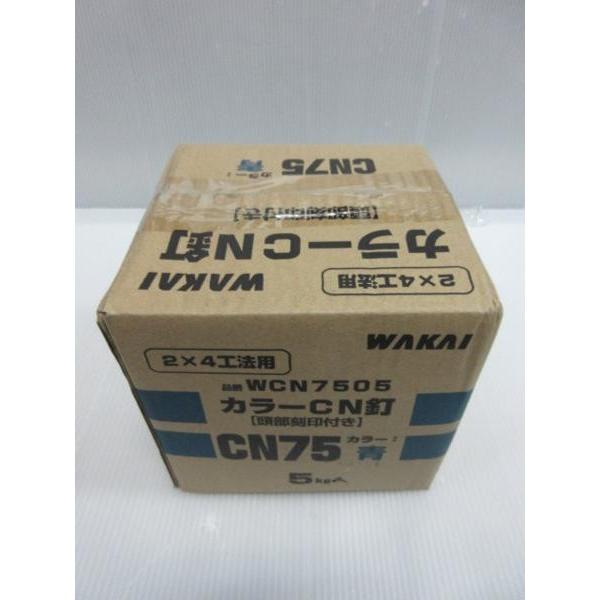 CN75 カラー：青
[頭部刻印付き]
カラーCN釘
2×4工法用
WAKAI
WAKAI
2×4工法用
品番 WCN7505
カラーCN釘
[頭部刻印付き]
CN75 カラー：青
5kg入